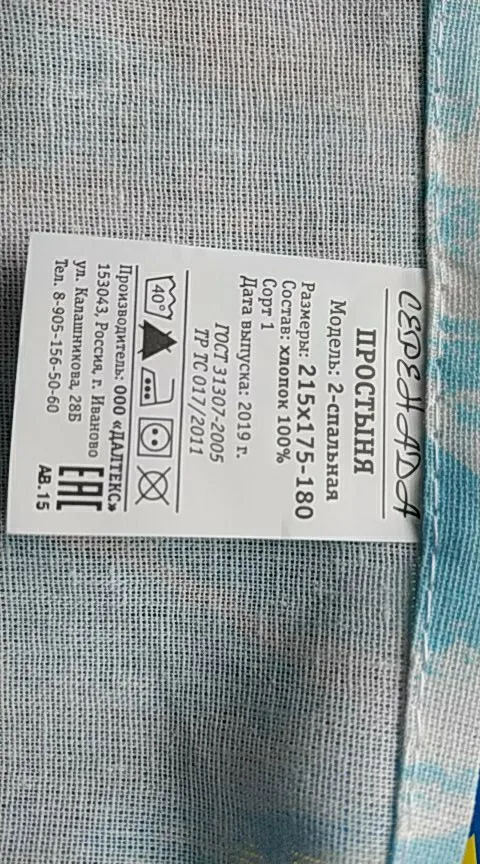 СЕРЕНАДА
ПРОСТЫНЯ
Модель: 2-спальная
Размеры: 215х175-180
Состав: хлопок 100%
Сорт 1
Дата выпуска: 2019 г.
ГОСТ 31307-2005
ТР ТС 017/2011
40°
Производитель: ООО «ДАЛТЕКС»
153043, Россия, г. Иваново
ул. Калашникова, 28Б
Тел. 8-905-156-50-60
ЕАС
АВ.15